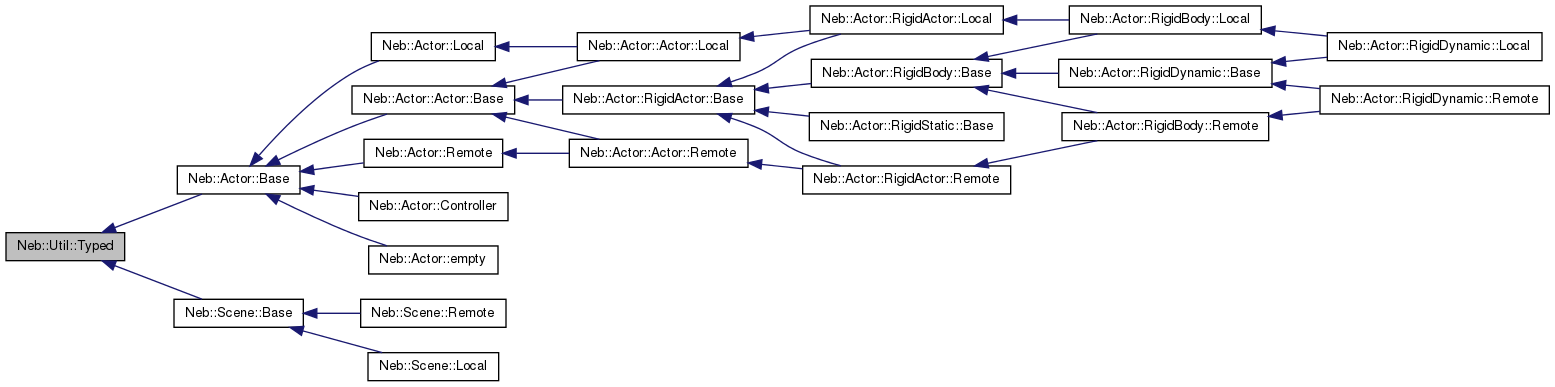 Neb::Actor::RigidActor::Local
Neb::Actor::RigidBody::Local
Neb::Actor::Local
Neb::Actor::Actor::Local
Neb::Actor::RigidDynamic::Local
Neb::Actor::RigidBody::Base
Neb::Actor::RigidDynamic::Base
Neb::Actor::Actor::Base
Neb::Actor::RigidActor::Base
Neb::Actor::RigidDynamic::Remote
Neb::Actor::RigidStatic::Base
Neb::Actor::RigidBody::Remote
Neb::Actor::Remote
Neb::Actor::Actor::Remote
Neb::Actor::Base
Neb::Actor::RigidActor::Remote
Neb::Actor::Controller
Neb::Util::Typed
Neb::Actor::empty
Neb::Scene::Base
Neb::Scene::Remote
Neb::Scene::Local